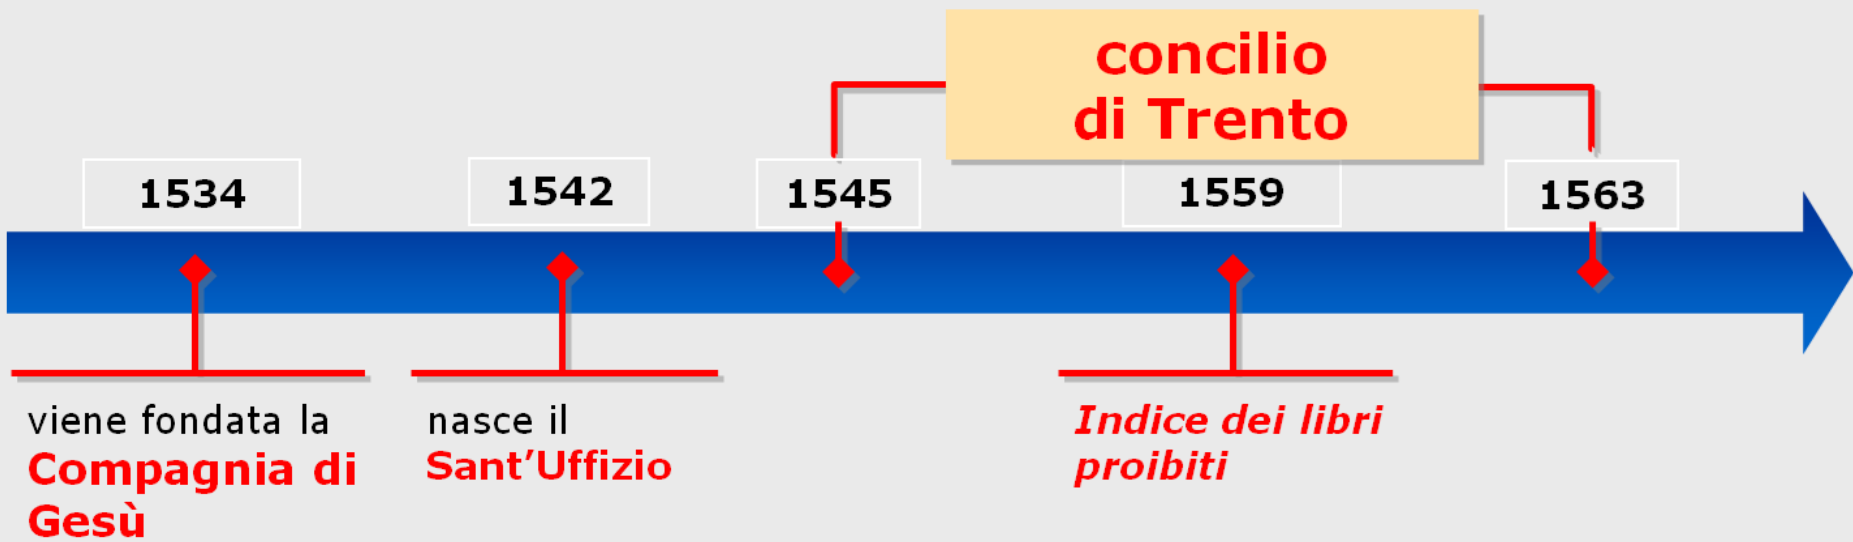 concilio
di Trento
1534
1542
1545
1559
1563
viene fondata la
Compagnia di
Gesù
nasce il
Sant’Uffizio
Indice dei libri
proibiti